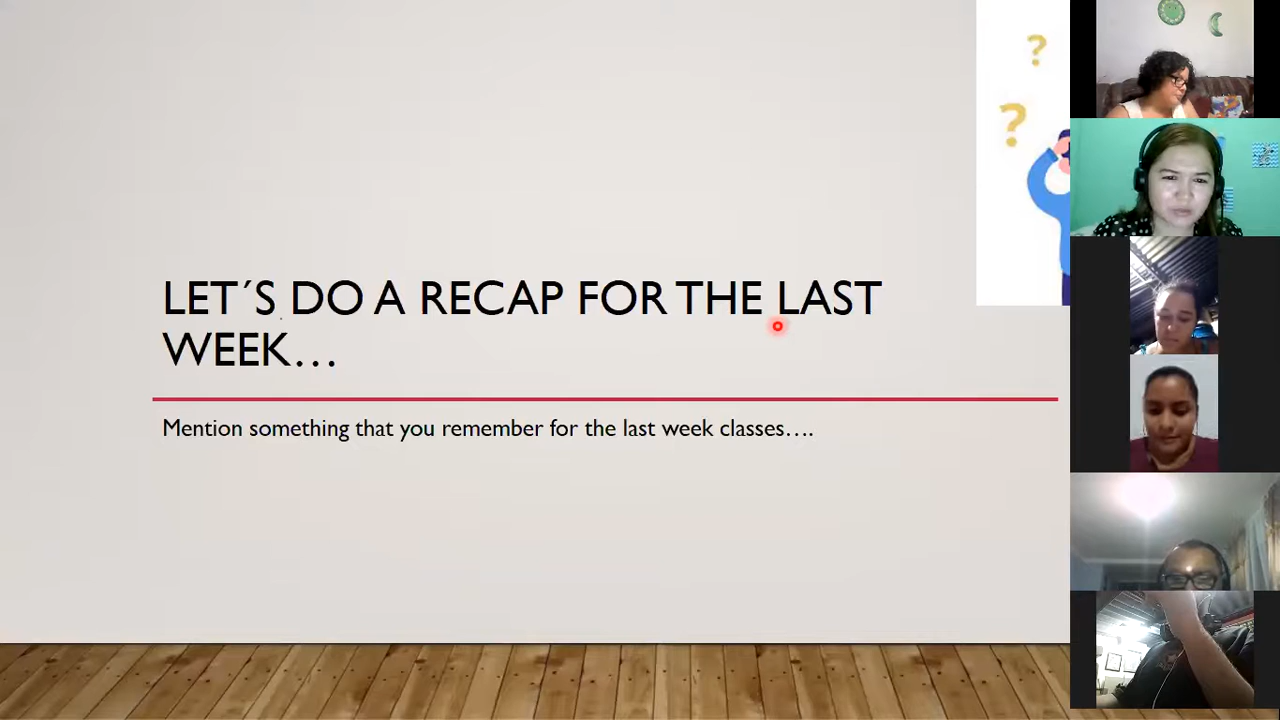 LET´S DO A RECAP FOR THE LAST
WEEK…
Mention something that you remember for the last week classes….
? 
?